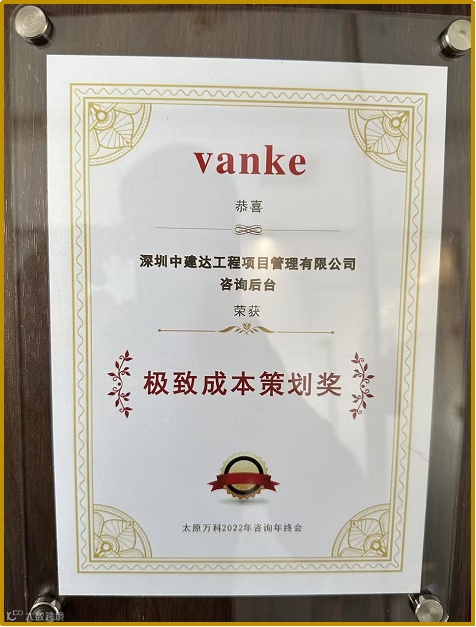 vanke
恭喜
深圳中建达工程项目管理有限公司
咨询后台
荣获
极致成本策划奖
太原万科2022年咨询年终会